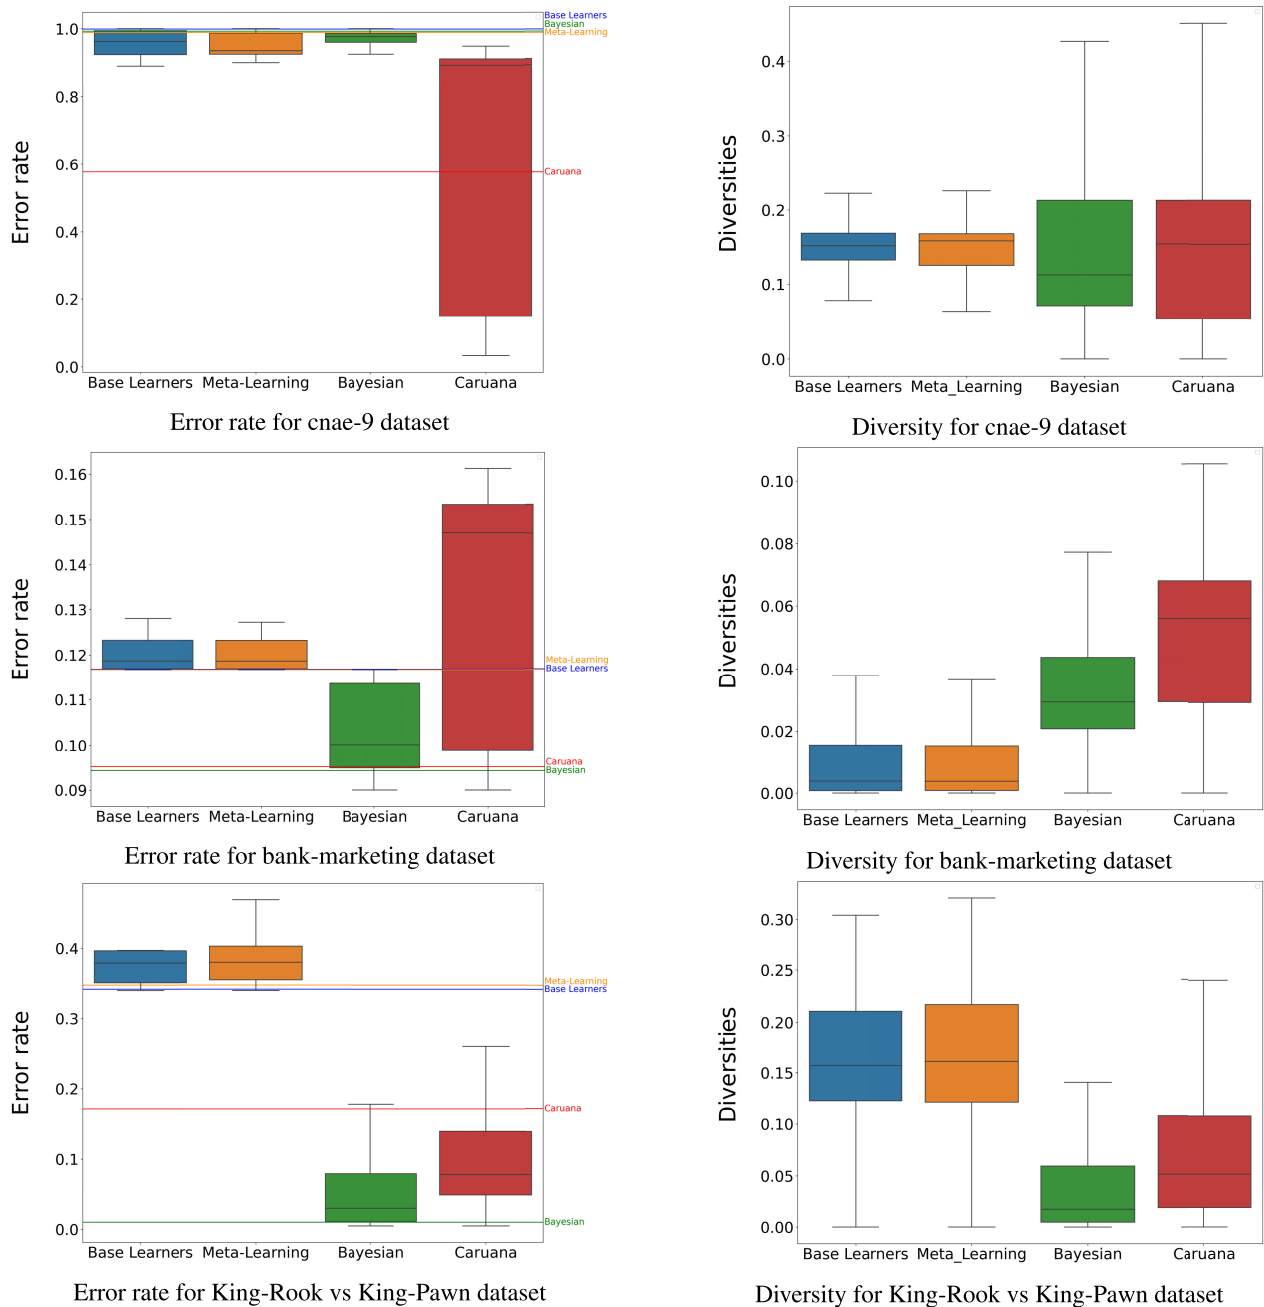 Error rate
1.0
0.8
0.6
0.4
0.2
0.0
Base Learners
Bayesian
Meta-Learning
Caruana
Base Learners Meta-Learning Bayesian Caruana
Error rate for cnae-9 dataset
Diversities
0.4
0.3
0.2
0.1
0.0
Base Learners Meta_Learning Bayesian Caruana
Diversity for cnae-9 dataset
Error rate
0.16
0.15
0.14
0.13
0.12
0.11
0.10
0.09
Meta-Learning
Base Learners
Caruana
Bayesian
Base Learners Meta-Learning Bayesian Caruana
Error rate for bank-marketing dataset
Diversities
0.10
0.08
0.06
0.04
0.02
0.00
Base Learners Meta_Learning Bayesian Caruana
Diversity for bank-marketing dataset
Error rate
0.4
0.3
0.2
0.1
0.0
Meta-Learning
Base Learners
Caruana
Bayesian
Base Learners Meta-Learning Bayesian Caruana
Error rate for King-Rook vs King-Pawn dataset
Diversities
0.30
0.25
0.20
0.15
0.10
0.05
0.00
Base Learners Meta_Learning Bayesian Caruana
Diversity for King-Rook vs King-Pawn dataset